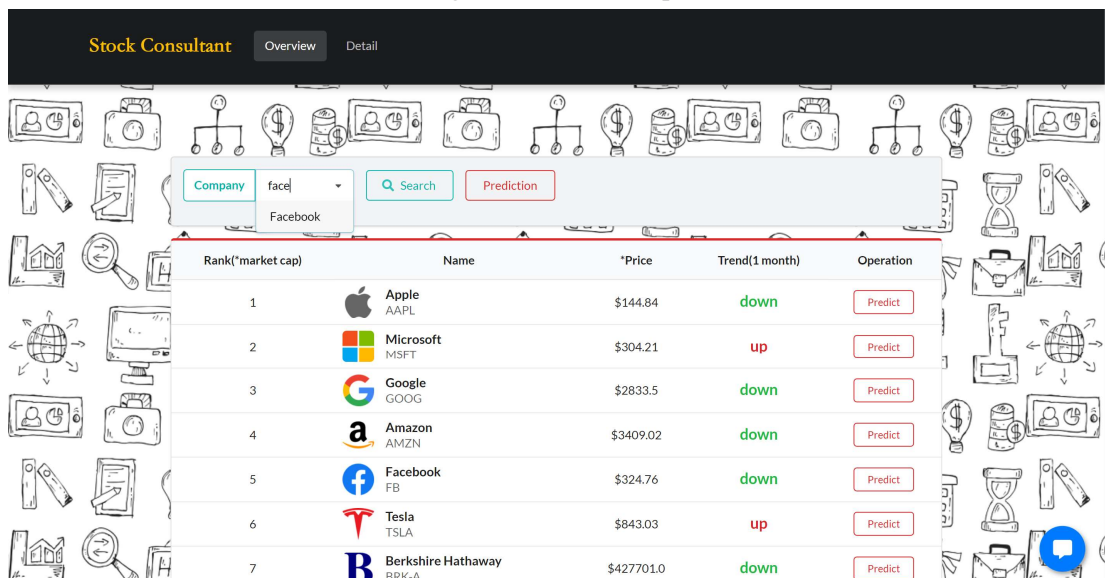 Stock Consultant Overview Detail
Company face Search Prediction
Facebook
Rank(*market cap) Name *Price Trend(1 month) Operation
1 Apple AAPL $144.84 down Predict
2 Microsoft MSFT $304.21 up Predict
3 Google GOOG $2833.5 down Predict
4 Amazon AMZN $3409.02 down Predict
5 Facebook FB $324.76 down Predict
6 Tesla TSLA $843.03 up Predict
7 Berkshire Hathaway BRK-A $427701.0 down Predict